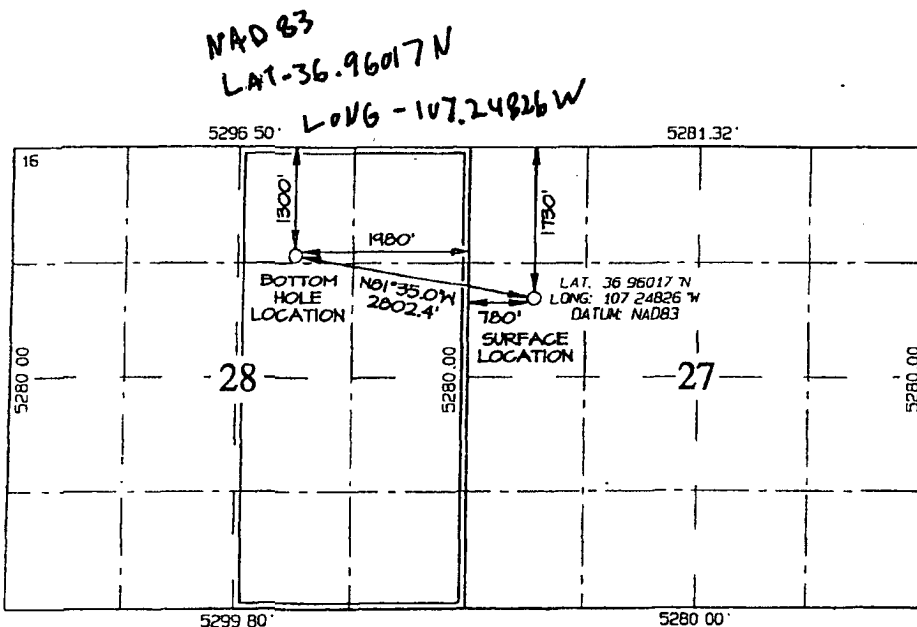 NAD 83
LAT-36.96017 N
LONG - 107.24826 W
5296 50'
5281.32'
16
1300'
1730'
1980'
BOTTOM
HOLE
LOCATION
N81°35.0'W
2802.4'
LAT. 36 96017 'N
LONG: 107 24826 'W
DATUM: NAD83
780'
SURFACE
LOCATION
5280 00'
28
5280.00'
27
5280.00'
5299 80'
5280 00'